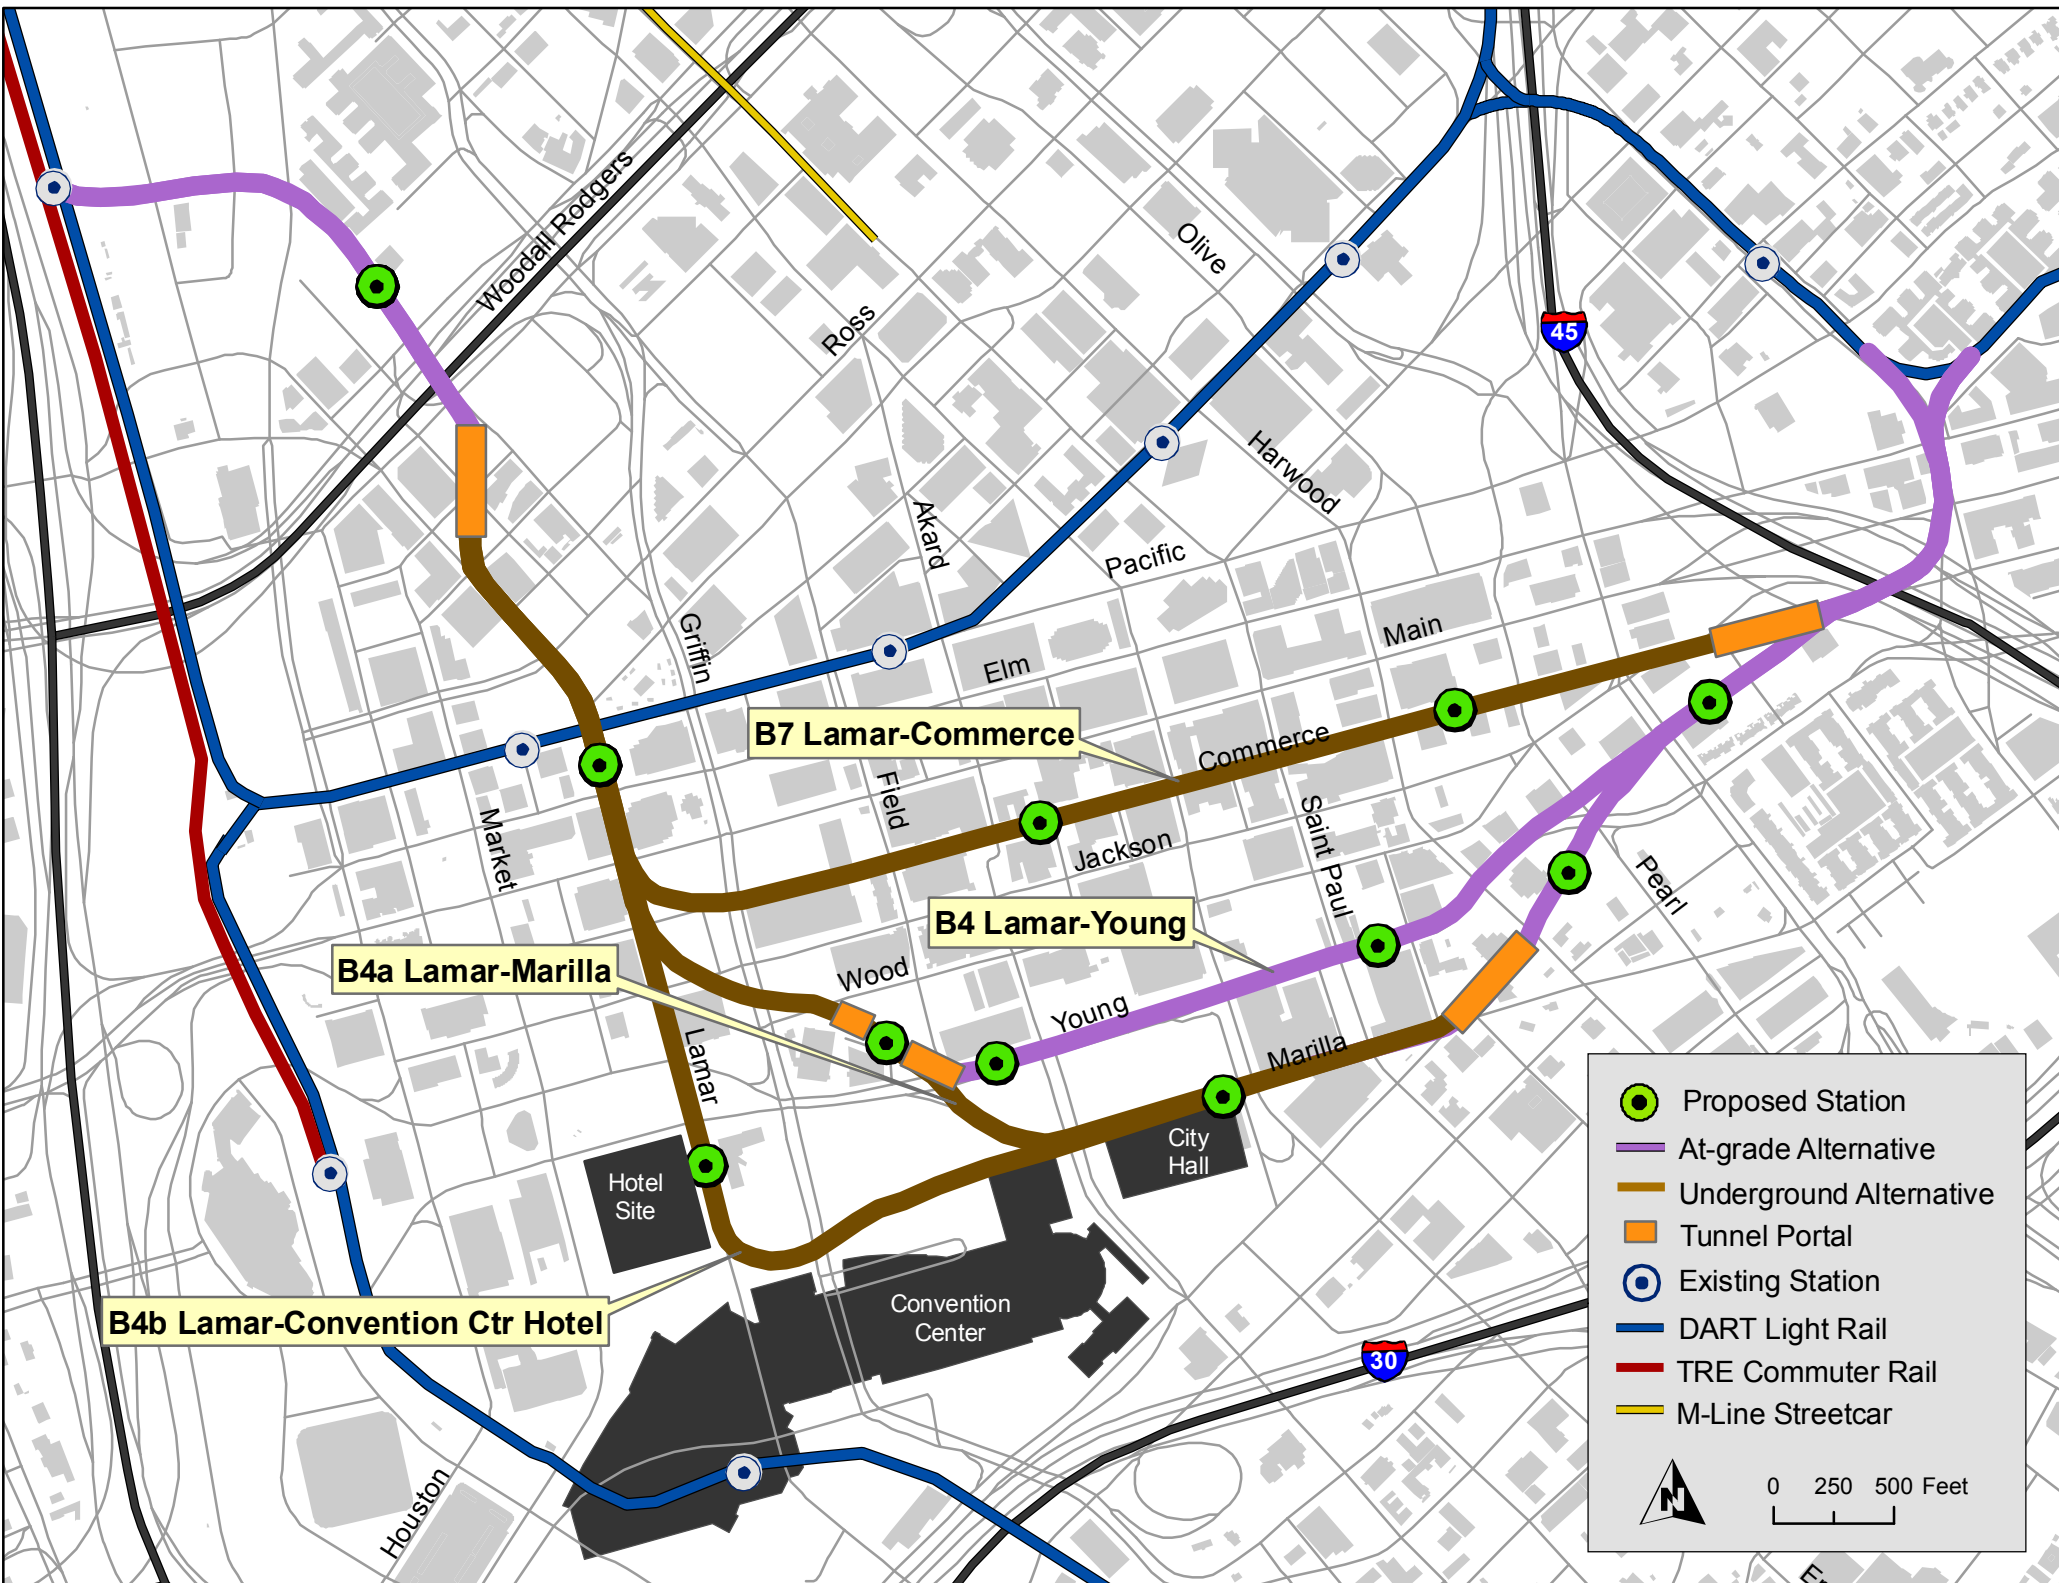 Woodall Rodgers
Olive
Ross
45
Harwood
Akard
Pacific
Griffin
Main
Elm
B7 Lamar-Commerce
Commerce
Field
Market
Jackson
Saint Paul
Pearl
B4 Lamar-Young
B4a Lamar-Marilla
Wood
Young
Lamar
Marilla
City
Hall
Hotel
Site
B4b Lamar-Convention Ctr Hotel
Convention
Center
30
Houston
Proposed Station
At-grade Alternative
Underground Alternative
Tunnel Portal
Existing Station
DART Light Rail
TRE Commuter Rail
M-Line Streetcar
N
0 250 500 Feet